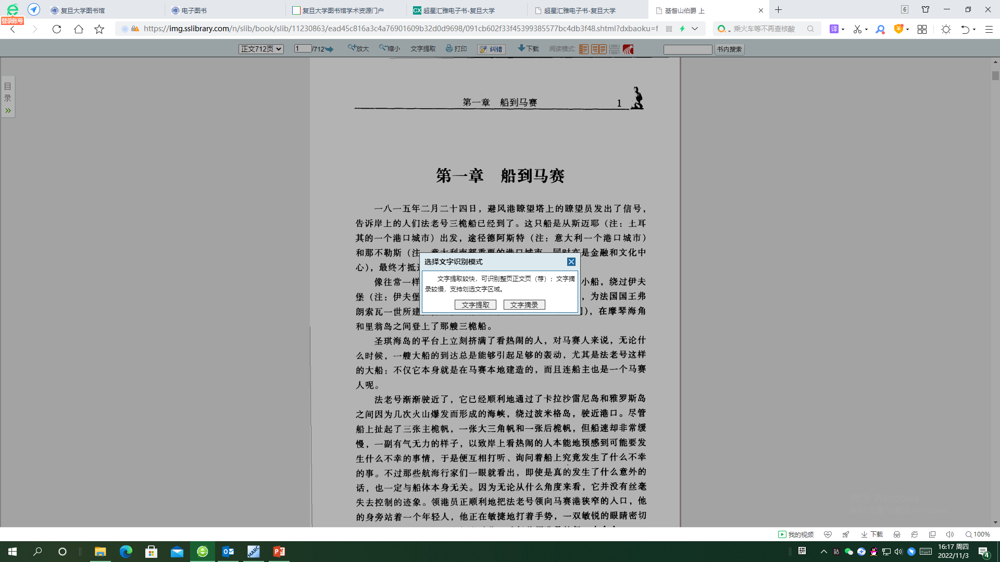 复旦大学图书馆
电子图书
复旦大学图书馆学术资源门户
CX 超星汇雅电子书-复旦大学
超星汇雅电子书-复旦大学
基督山伯爵 上
6
登录账号
https://img.sslibrary.com/n/slib/book/slib/11230863/ead45c816a3c4a76901609b32d0d9698/091cb602f33f45399385577bc4db3f48.shtml?dxbaoku=f
乘火车等不再查核酸
译
正文712页
1 /712
放大
缩小
文字提取
打印
纠错
下载
阅读模式:
书内搜索
目
录
第一章 船到马赛 1
第一章 船到马赛
一八一五年二月二十四日，避风港瞭望塔上的瞭望员发出了信号，
告诉岸上的人们法老号三桅船已经到了。这只船是从斯迈耶（注：土耳
其的一个港口城市）出发，途径德阿斯特（注：意大利一个港口城市）
和那不勒斯（注：意大利南部重要的港口城市，同时亦是金融和文化中
心），最终才抵达
像往常一样
小船，绕过伊夫
堡（注：伊夫堡
，为法国国王弗
朗索瓦一世所建
），在摩琴海角
和里翁岛之间登上了那艘三桅船。
圣琪海岛的平台上立刻挤满了看热闹的人，对马赛人来说，无论什
么时候，一艘大船的到达总是能够引起足够的轰动，尤其是法老号这样
的大船：不仅它本身就是在马赛本地建造的，而且连船主也是一个马赛
人呢。
法老号渐渐驶近了，它已经顺利地通过了卡拉沙雷尼岛和雅罗斯岛
之间因为几次火山爆发而形成的海峡，绕过波米格岛，驶近港口。尽管
船上扯起了三张主桅帆，一张大三角帆和一张后桅帆，但船速却非常缓
慢，一副有气无力的样子，以致岸上看热闹的人本能地预感到可能要发
生什么不幸的事情，于是便互相打听、询问着船上究竟发生了什么不幸
的事。不过那些航海行家们一眼就看出，即使是真的发生了什么意外的
话，也一定与船体本身无关。因为无论从什么角度来看，它并没有丝毫
失去控制的迹象。领港员正顺利地把法老号领向马赛港狭窄的入口，他
的身旁站着一个年轻人，他正在敏捷地打着手势，一双敏锐的眼睛密切
选择文字识别模式
文字提取较快，可识别整页正文页（荐）；文字摘
录较慢，支持划选文字区域。
文字提取
文字摘录
我的视频
下载
100%
MARC
拼
16:17 周四
2022/11/3
4